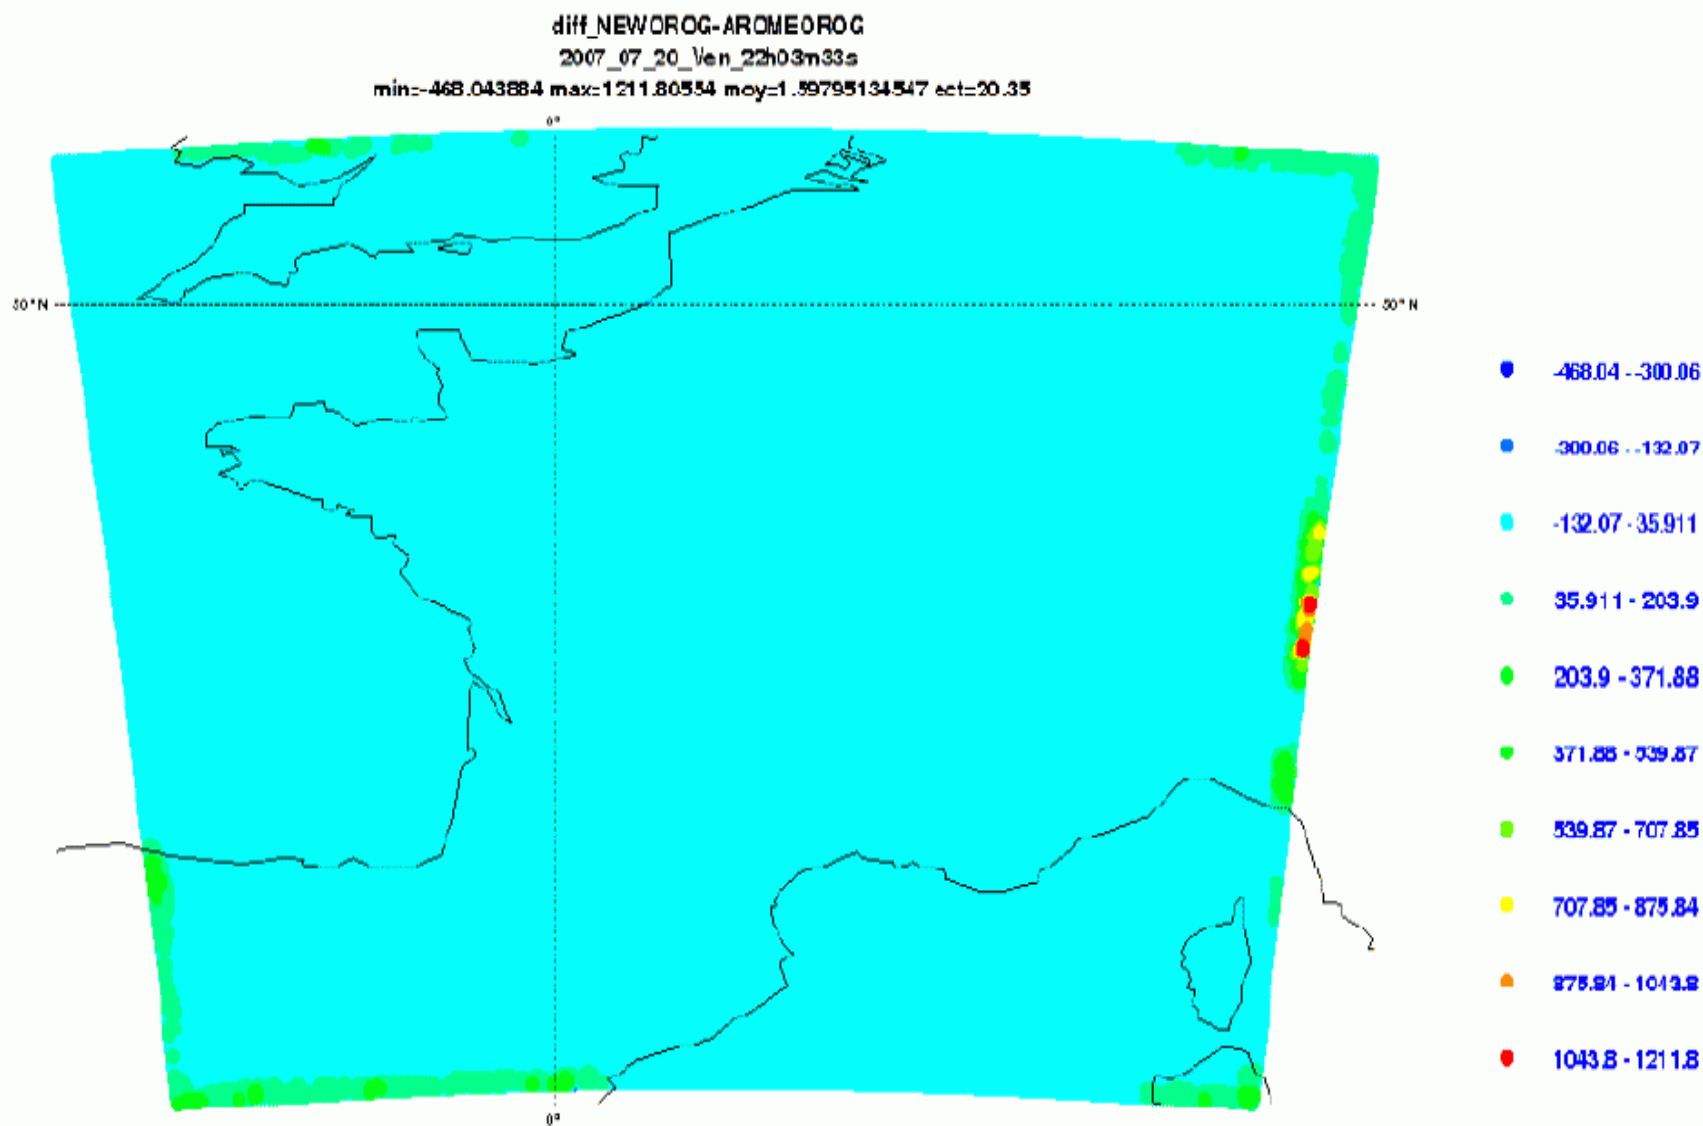 diff_NEWOROG-AROMEOROG
2007_07_20_Ven_22h03m33s
min=-468.043884 max=1211.80554 moy=1.59795134547 ect=20.35
0°
50°N
50°N
-468.04 - -300.06
-300.06 - -132.07
-132.07 - 35.911
35.911 - 203.9
203.9 - 371.88
371.88 - 539.87
539.87 - 707.85
707.85 - 875.84
875.84 - 1043.8
1043.8 - 1211.8
0°